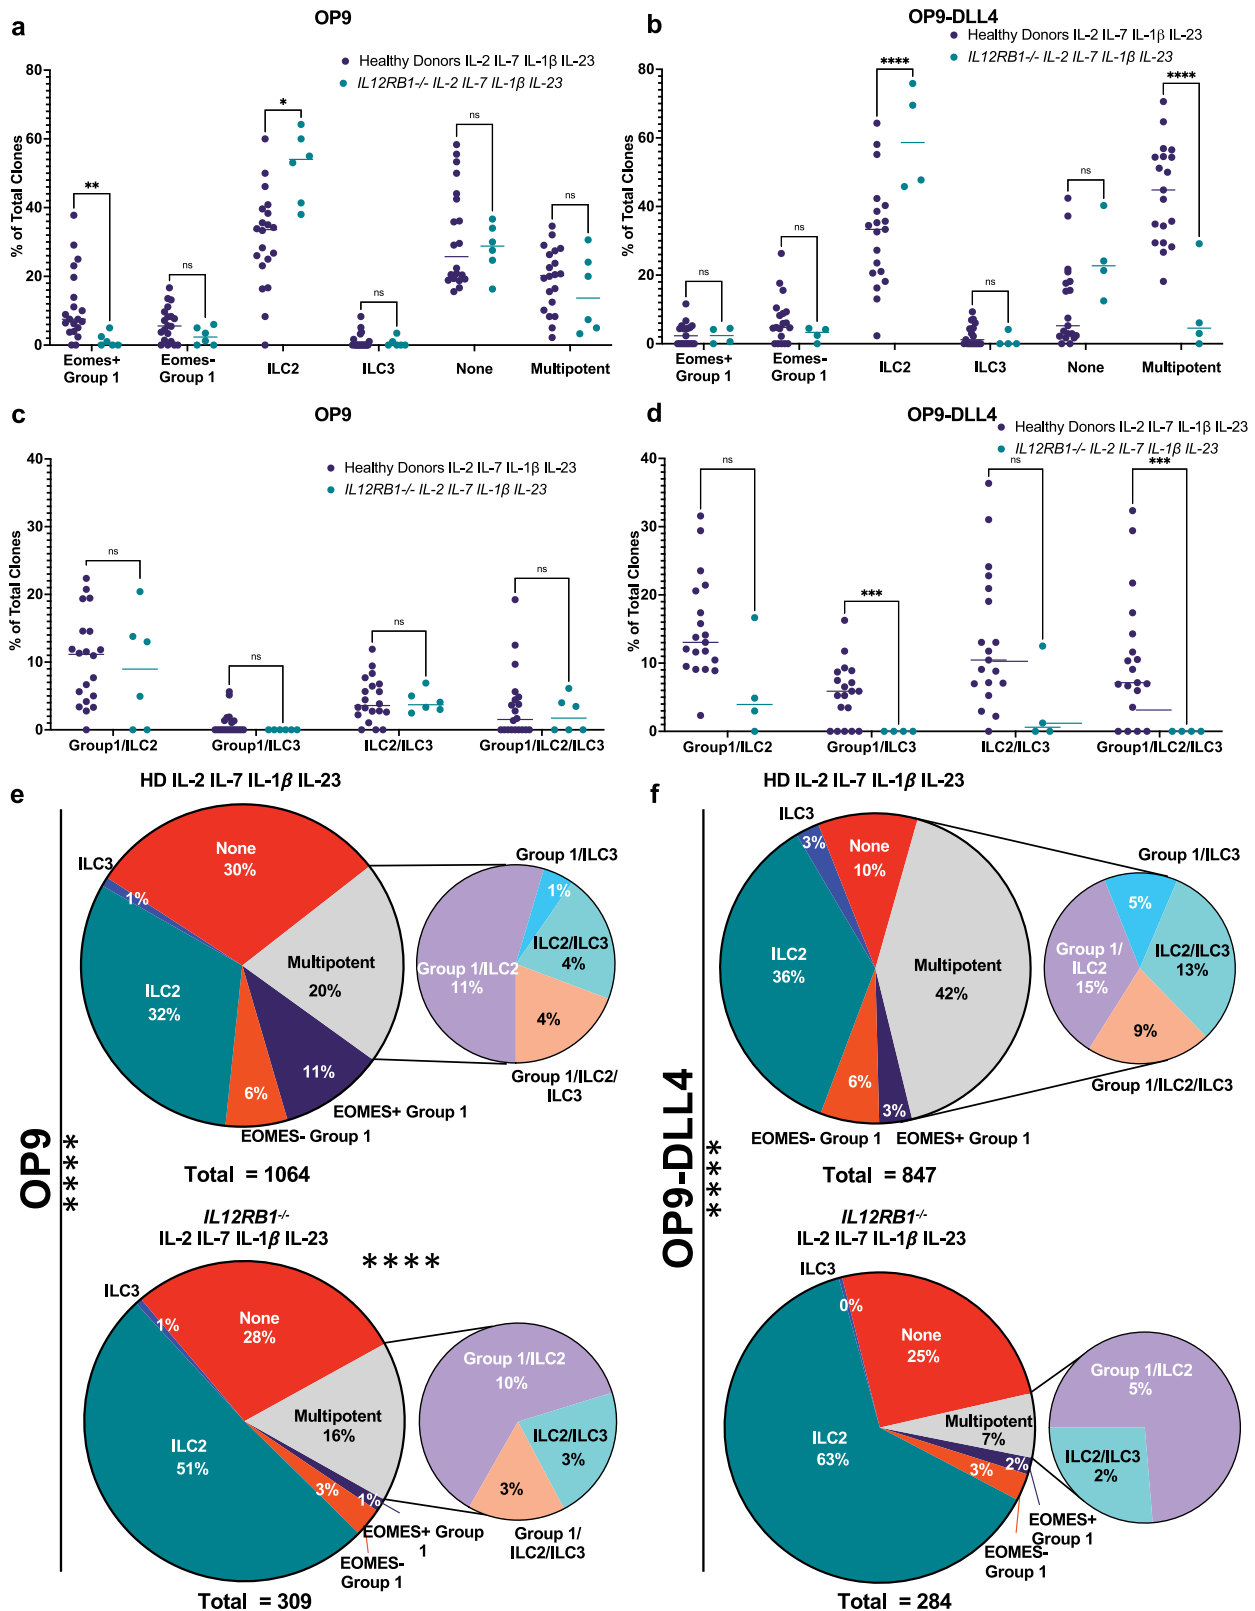 a
OP9
Healthy Donors IL-2 IL-7 IL-1β IL-23
IL12RB1-/- IL-2 IL-7 IL-1β IL-23
% of Total Clones
80
60
40
20
0
**
ns
*
ns
ns
ns
Eomes+
Group 1
Eomes-
Group 1
ILC2
ILC3
None
Multipotent
b
OP9-DLL4
Healthy Donors IL-2 IL-7 IL-1β IL-23
IL12RB1-/- IL-2 IL-7 IL-1β IL-23
% of Total Clones
80
60
40
20
0
ns
ns
****
ns
ns
****
Eomes+
Group 1
Eomes-
Group 1
ILC2
ILC3
None
Multipotent
c
OP9
Healthy Donors IL-2 IL-7 IL-1β IL-23
IL12RB1-/- IL-2 IL-7 IL-1β IL-23
% of Total Clones
40
30
20
10
0
ns
ns
ns
ns
Group1/ILC2
Group1/ILC3
ILC2/ILC3
Group1/ILC2/ILC3
d
OP9-DLL4
Healthy Donors IL-2 IL-7 IL-1β IL-23
IL12RB1-/- IL-2 IL-7 IL-1β IL-23
% of Total Clones
40
30
20
10
0
ns
***
ns
***
Group1/ILC2
Group1/ILC3
ILC2/ILC3
Group1/ILC2/ILC3
e
HD IL-2 IL-7 IL-1β IL-23
OP9
****
ILC3
1%
None
30%
Multipotent
20%
ILC2
32%
6%
11%
EOMES+ Group 1
EOMES- Group 1
Group 1/ILC3
1%
ILC2/ILC3
4%
Group 1/ILC2
11%
4%
Group 1/ILC2/
ILC3
Total = 1064
IL12RB1-/-
IL-2 IL-7 IL-1β IL-23
****
ILC3
1%
None
28%
Multipotent
16%
ILC2
51%
3%
1%
EOMES+ Group
1
EOMES-
Group 1
Group 1/ILC2
10%
ILC2/ILC3
3%
3%
Group 1/
ILC2/ILC3
Total = 309
f
HD IL-2 IL-7 IL-1β IL-23
OP9-DLL4
****
ILC3
3%
None
10%
ILC2
36%
Multipotent
42%
6%
3%
EOMES- Group 1
EOMES+ Group 1
Group 1/ILC3
5%
Group 1/
ILC2
15%
ILC2/ILC3
13%
9%
Group 1/ILC2/ILC3
Total = 847
IL12RB1-/-
IL-2 IL-7 IL-1β IL-23
ILC3
0%
None
25%
Multipotent
7%
ILC2
63%
3%
2%
EOMES+
Group 1
EOMES-
Group 1
Group 1/ILC2
5%
ILC2/ILC3
2%
Total = 284